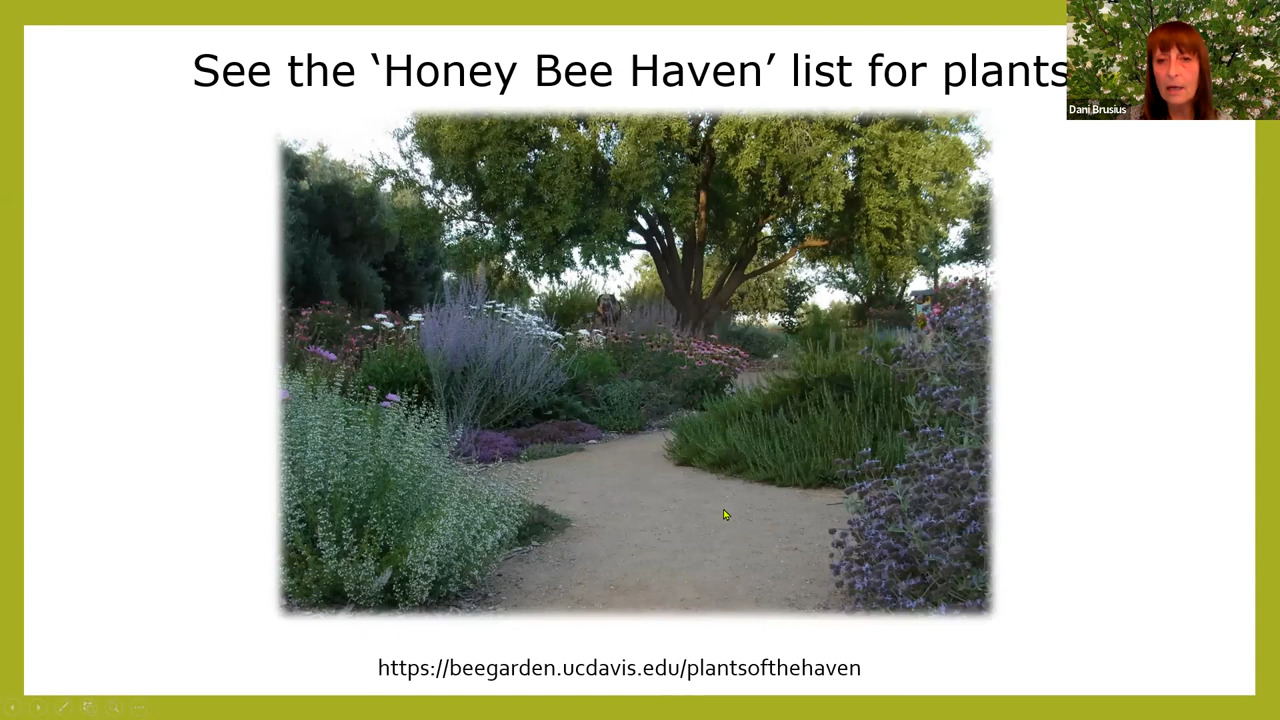 See the ‘Honey Bee Haven’ list for plants
Dani Brusius
https://beegarden.ucdavis.edu/plantsofthehaven